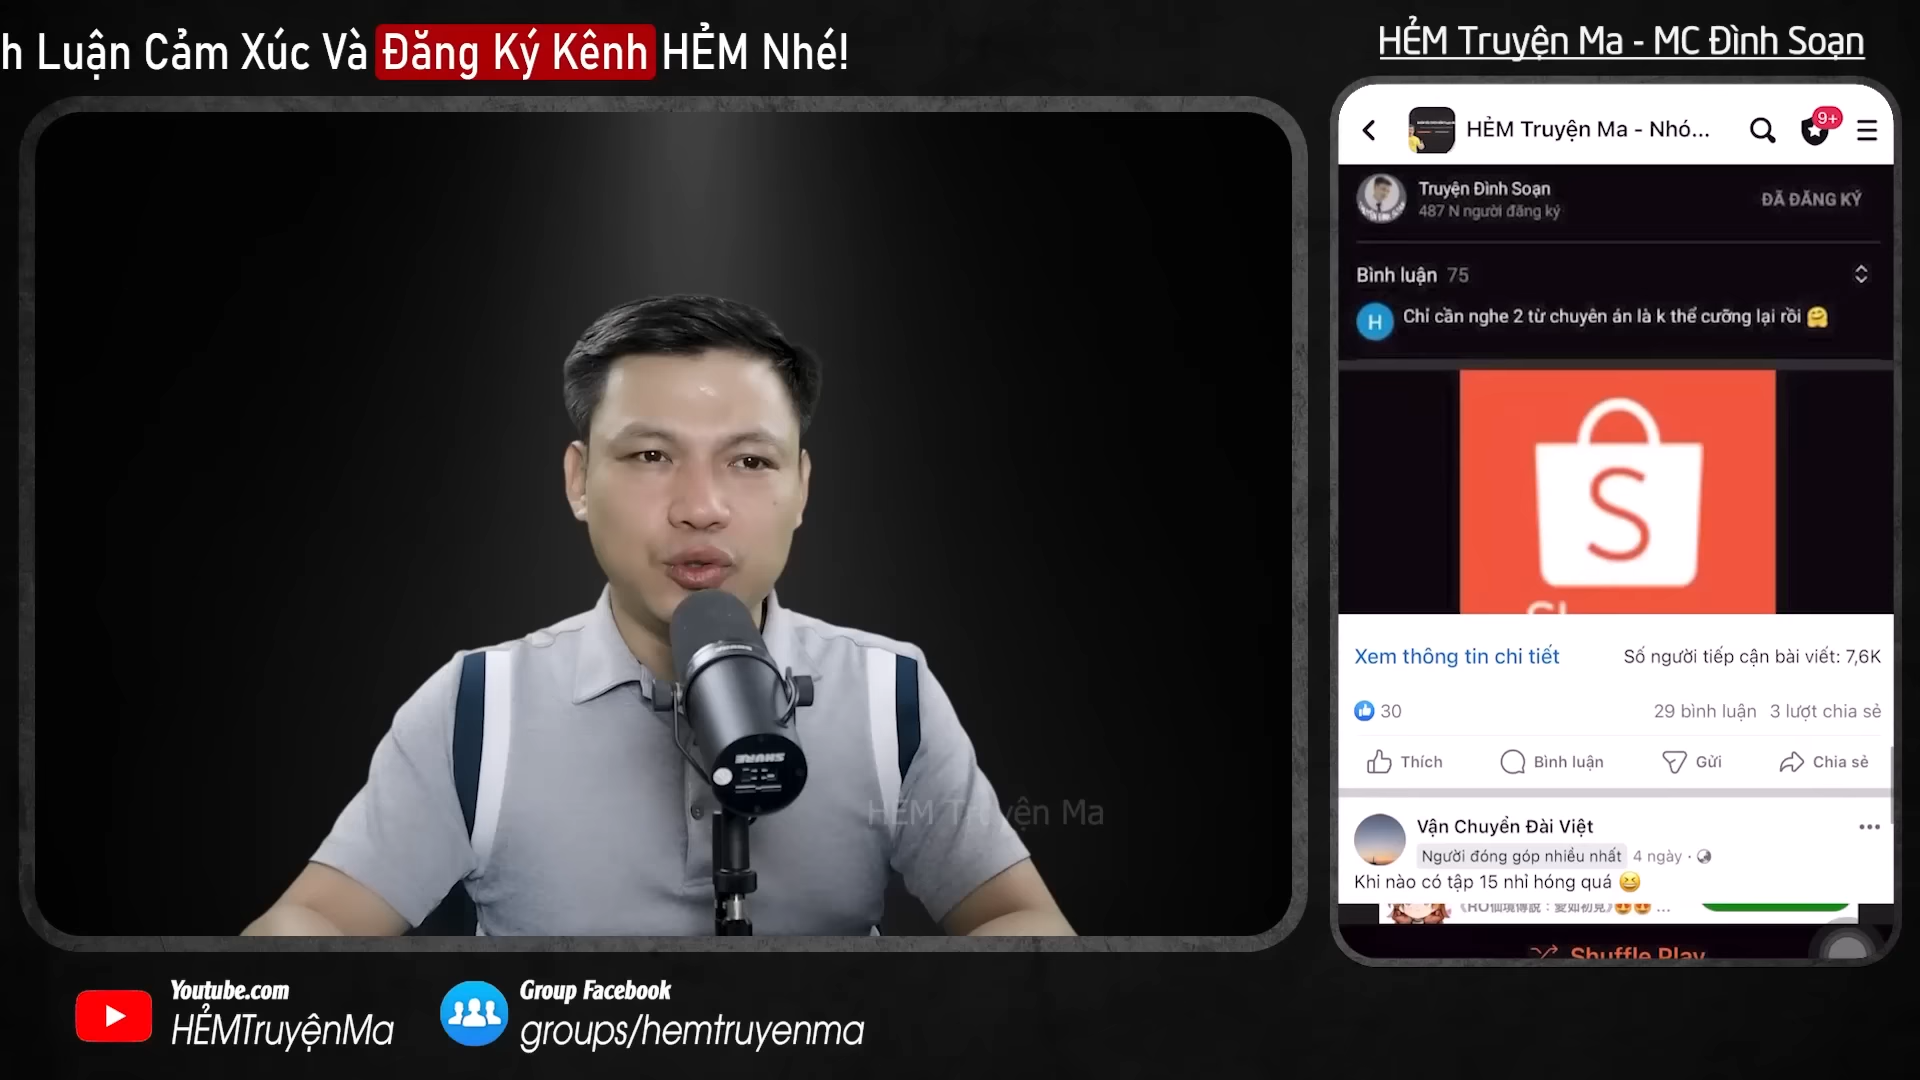 h Luận Cảm Xúc Và Đăng Ký Kênh HẺM Nhé!
HẺM Truyện Ma - MC Đình Soạn
HẺM Truyện Ma - Nhó...
9+
Truyện Đình Soạn
487 N người đăng ký
ĐÃ ĐĂNG KÝ
Bình luận 75
H
Chỉ cần nghe 2 từ chuyên án là k thể cưỡng lại rồi 🤗
S
Xem thông tin chi tiết
Số người tiếp cận bài viết: 7,6K
30
29 bình luận 3 lượt chia sẻ
Thích
Bình luận
Gửi
Chia sẻ
Vận Chuyển Đài Việt
Người đóng góp nhiều nhất 4 ngày ·
Khi nào có tập 15 nhỉ hóng quá 😆
Shuffle Play
SHURE
HẺM Truyện Ma
Youtube.com
HẺMTruyệnMa
Group Facebook
groups/hemtruyenma